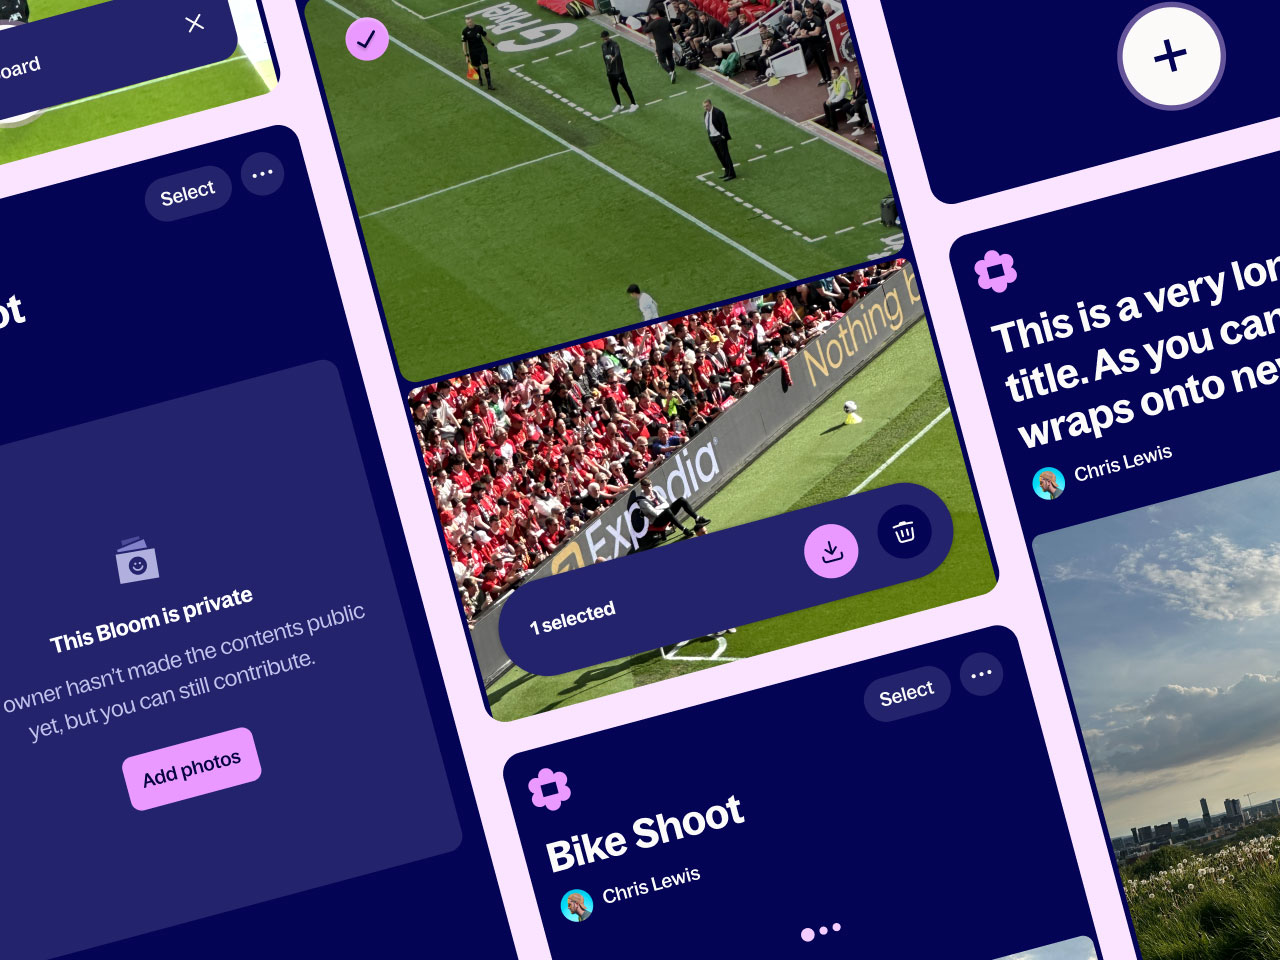 oard
Select
ot
This Bloom is private
owner hasn't made the contents public
yet, but you can still contribute.
Add photos
Nothing b
Expedia
1 selected
Select
Bike Shoot
Chris Lewis
This is a very lon
title. As you can
wraps onto ne
Chris Lewis